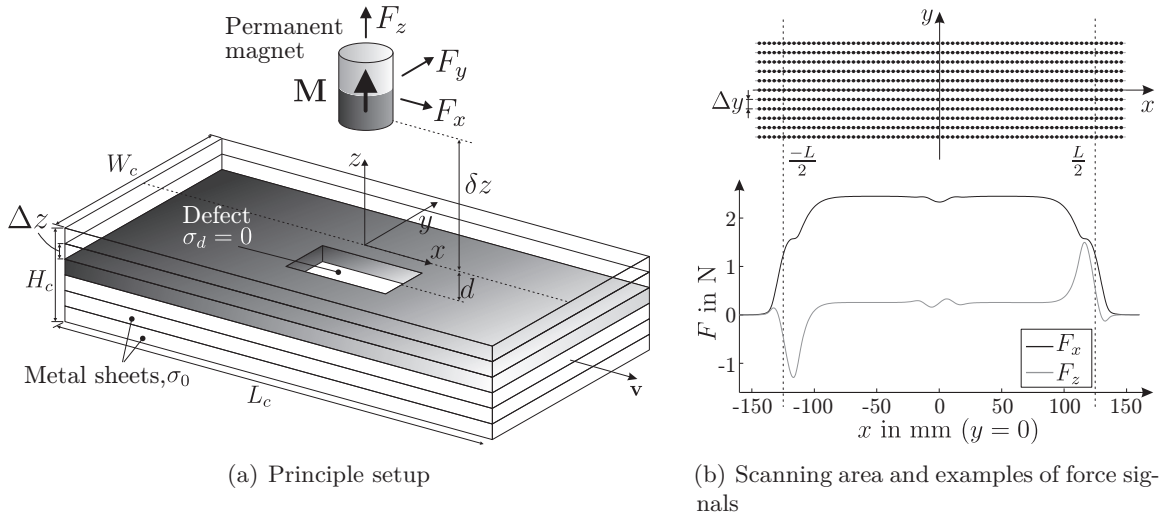 Permanent
magnet
F_z
F_y
M
F_x
W_c
z
δz
Δz
Defect
σ_d = 0
y
x
H_c
d
Metal sheets,σ_0
L_c
v
(a) Principle setup
y
Δy
x
-L/2
L/2
F in N
2
1
0
-1
F_x
F_z
-150 -100 -50 0 50 100 150
x in mm (y = 0)
(b) Scanning area and examples of force sig-
nals